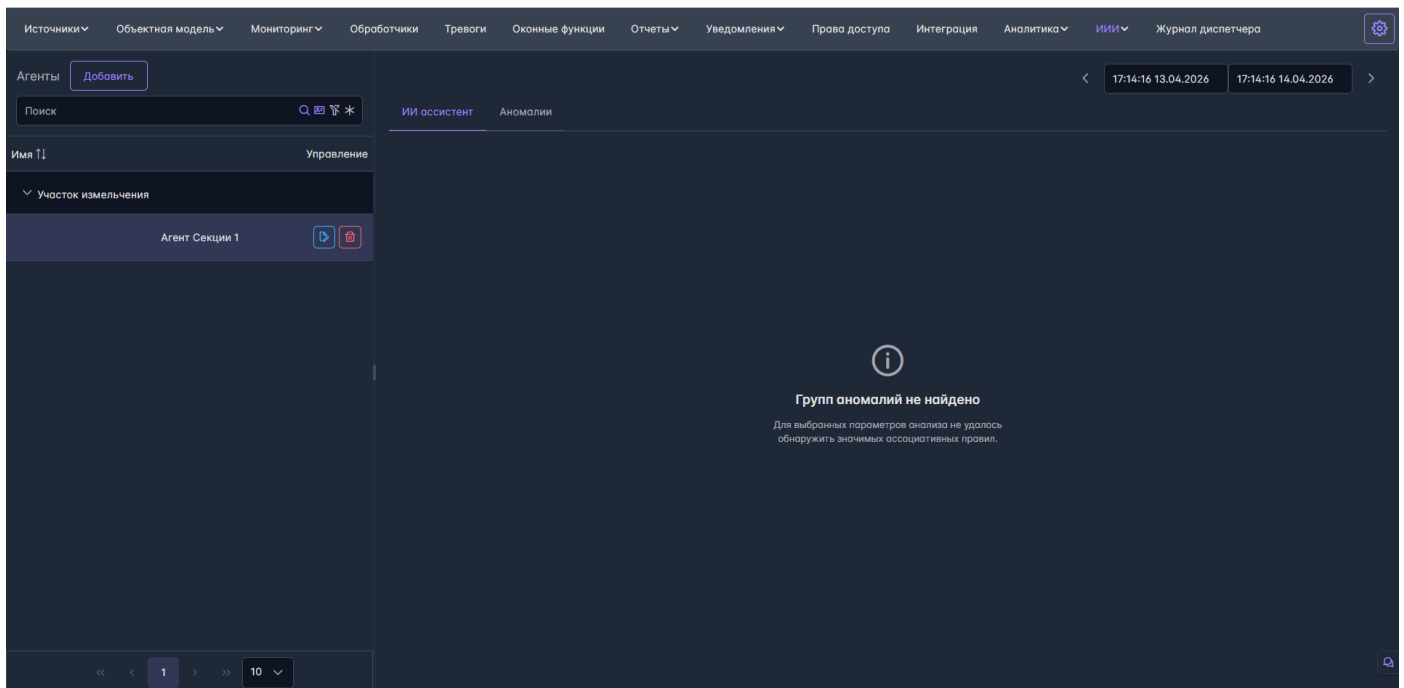 Источники Объектная модель Мониторинг Обработчики Тревоги Оконные функции Отчеты Уведомления Права доступа Интеграция Аналитика ИИИ Журнал диспетчера
Агенты Добавить
17:14:16 13.04.2026 17:14:16 14.04.2026
Поиск
ИИ ассистент Аномалии
Имя Управление
Участок измельчения
Агент Секции 1
Групп аномалий не найдено
Для выбранных параметров анализа не удалось
обнаружить значимых ассоциативных правил.
1 10